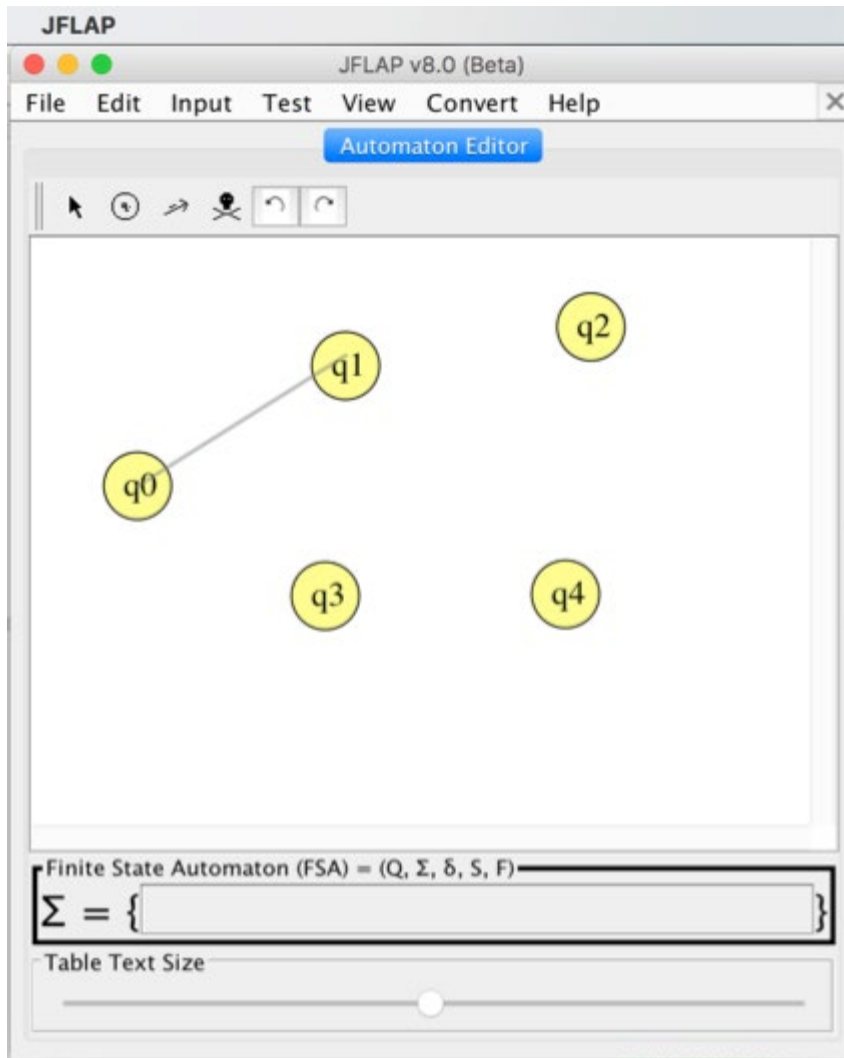 JFLAP
JFLAP v8.0 (Beta)
File Edit Input Test View Convert Help
Automaton Editor
q2
q1
q0
q3 q4
Finite State Automaton (FSA) = (Q, Σ, δ, S, F)
Σ = { }
Table Text Size